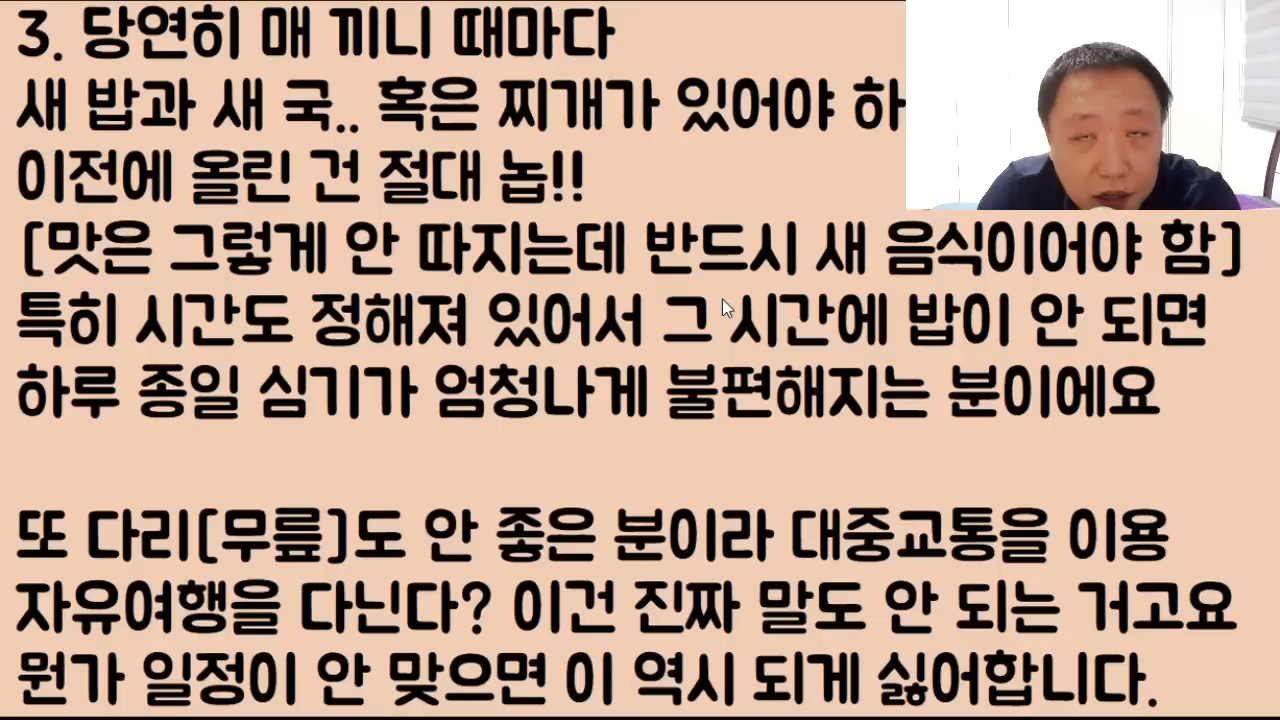 3. 당연히 매 끼니 때마다
새 밥과 새 국.. 혹은 찌개가 있어야 하
이전에 올린 건 절대 놉!!
[맛은 그렇게 안 따지는데 반드시 새 음식이어야 함]
특히 시간도 정해져 있어서 그 시간에 밥이 안 되면
하루 종일 심기가 엄청나게 불편해지는 분이에요
또 다리[무릎]도 안 좋은 분이라 대중교통을 이용
자유여행을 다닌다? 이건 진짜 말도 안 되는 거고요
뭔가 일정이 안 맞으면 이 역시 되게 싫어합니다.